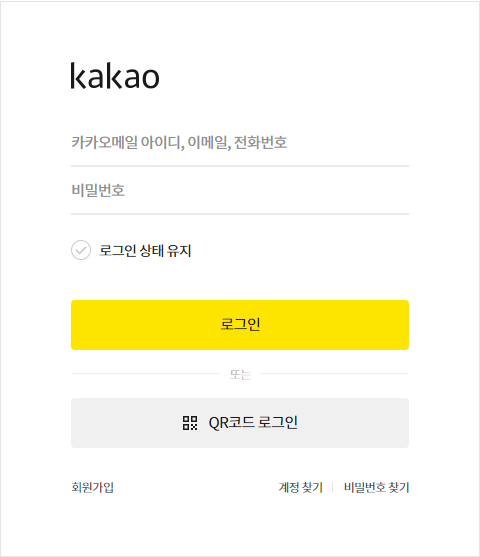 kakao
카카오메일 아이디, 이메일, 전화번호
비밀번호
로그인 상태 유지
로그인
또는
QR코드 로그인
회원가입 계정 찾기 비밀번호 찾기